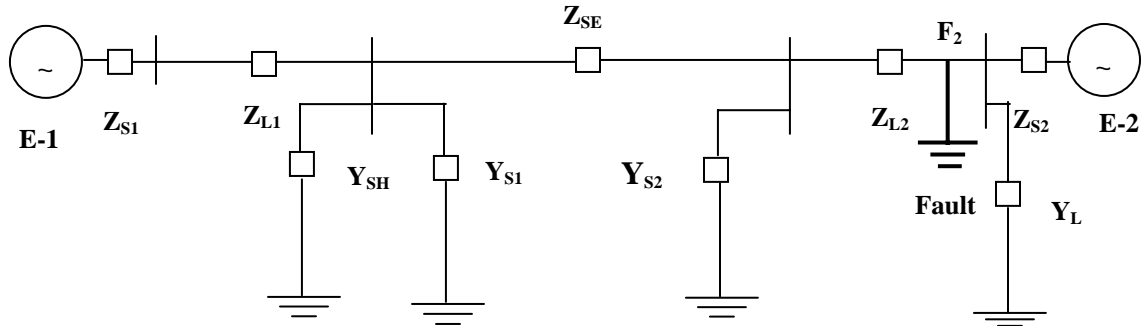 Z_SE
F_2
~
~
Z_S1
Z_L1
Z_L2
Z_S2
E-1
E-2
Y_SH
Y_S1
Y_S2
Fault
Y_L